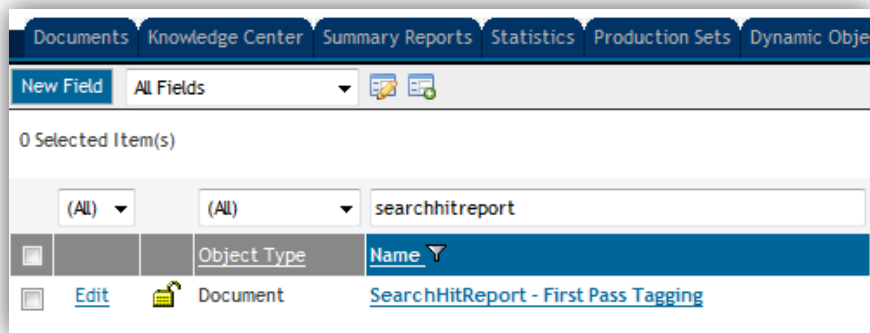 Documents Knowledge Center Summary Reports Statistics Production Sets Dynamic Obje
New Field All Fields
0 Selected Item(s)
(All) (All) searchhitreport
Object Type Name
Edit Document SearchHitReport - First Pass Tagging